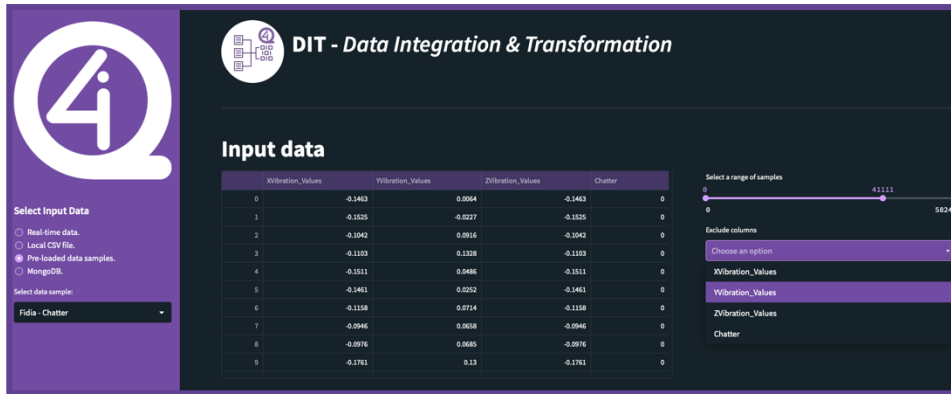 4iQ
Select Input Data
Real-time data.
Local CSV file.
Pre-loaded data samples.
MongoDB.
Select data sample:
Fidia - Chatter
DIT - Data Integration & Transformation
Input data
XVibration_Values YVibration_Values ZVibration_Values Chatter
0 -0.1463 0.0064 -0.1463 0
1 -0.1525 -0.0227 -0.1525 0
2 -0.1042 0.0916 -0.1042 0
3 -0.1103 0.1328 -0.1103 0
4 -0.1511 0.0486 -0.1511 0
5 -0.1461 0.0252 -0.1461 0
6 -0.1158 0.0714 -0.1158 0
7 -0.0946 0.0658 -0.0946 0
8 -0.0976 0.0685 -0.0976 0
9 -0.1761 0.13 -0.1761 0
Select a range of samples
0 41111
0 5824
Exclude columns
Choose an option
XVibration_Values
YVibration_Values
ZVibration_Values
Chatter